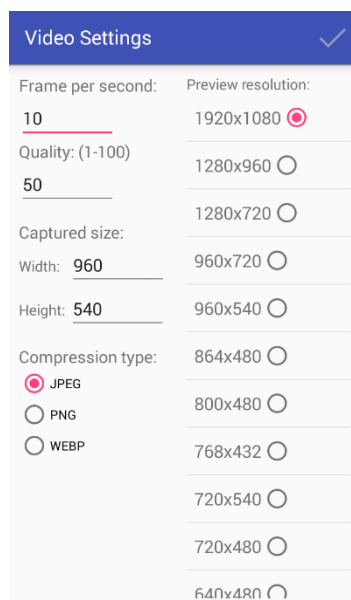 Video Settings
Frame per second:
10
Quality: (1-100)
50
Captured size:
Width: 960
Height: 540
Compression type:
JPEG
PNG
WEBP
Preview resolution:
1920x1080
1280x960
1280x720
960x720
960x540
864x480
800x480
768x432
720x540
720x480
640x480